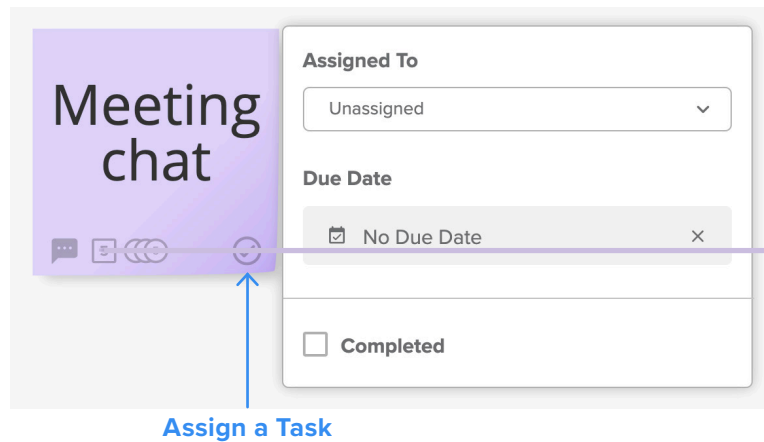 Meeting
chat
Assigned To
Unassigned
Due Date
No Due Date
Completed
Assign a Task